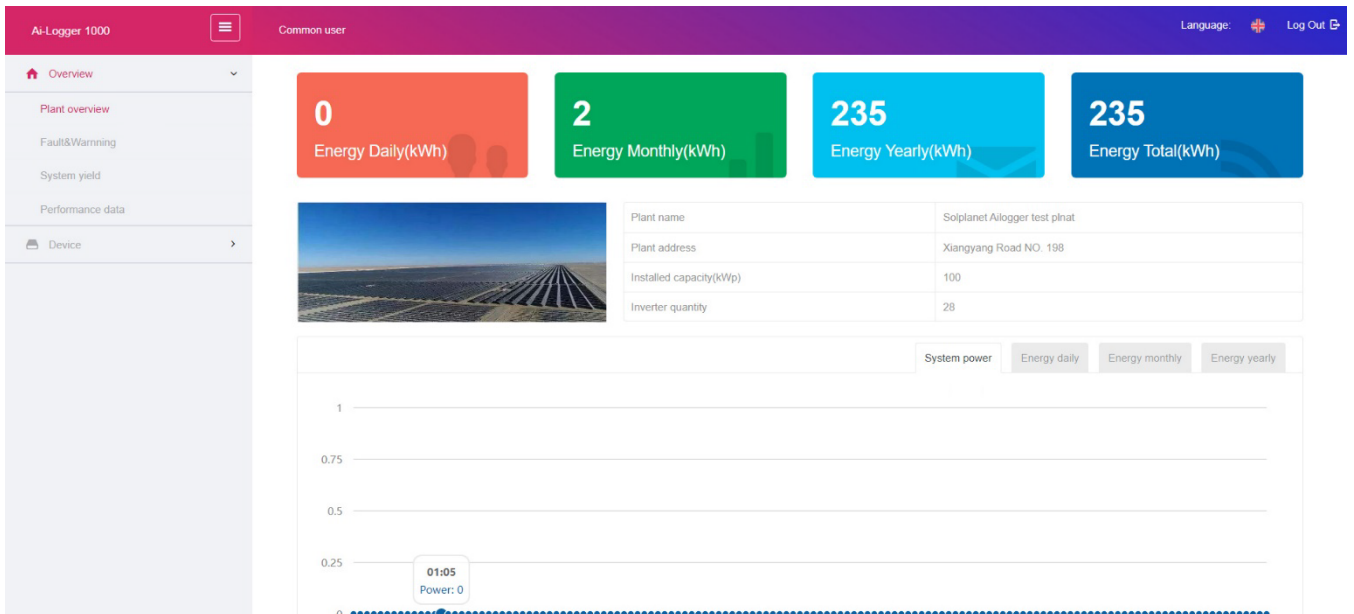 Ai-Logger 1000
Common user
Language:
Log Out
Overview
Plant overview
Fault&Warnning
System yield
Performance data
Device
0
Energy Daily(kWh)
2
Energy Monthly(kWh)
235
Energy Yearly(kWh)
235
Energy Total(kWh)
Plant name Solplanet Ailogger test plnat
Plant address Xiangyang Road NO. 198
Installed capacity(kWp) 100
Inverter quantity 28
System power Energy daily Energy monthly Energy yearly
1
0.75
0.5
0.25
01:05
Power: 0
0